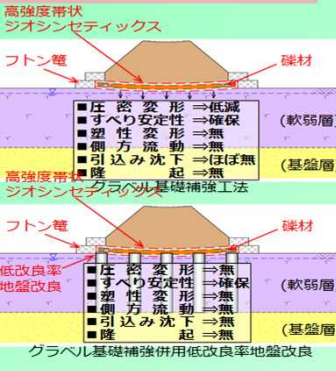 高強度帯状
ジオシンセティックス
フトン篭
礫材
■圧密変形⇒低減
■すべり安定性⇒確保
■塑性変形⇒無
■側方流動⇒無
■引込み沈下⇒ほぼ無
■隆起⇒無
(軟弱層)
(基盤層)
グラベル基礎補強工法
高強度帯状
ジオシンセティックス
フトン篭
礫材
低改良率
地盤改良
■圧密変形⇒無
■すべり安定性⇒確保
■塑性変形⇒無
■側方流動⇒無
■引込み沈下⇒無
■隆起⇒無
(軟弱層
(基盤層
グラベル基礎補強併用低改良率地盤改良